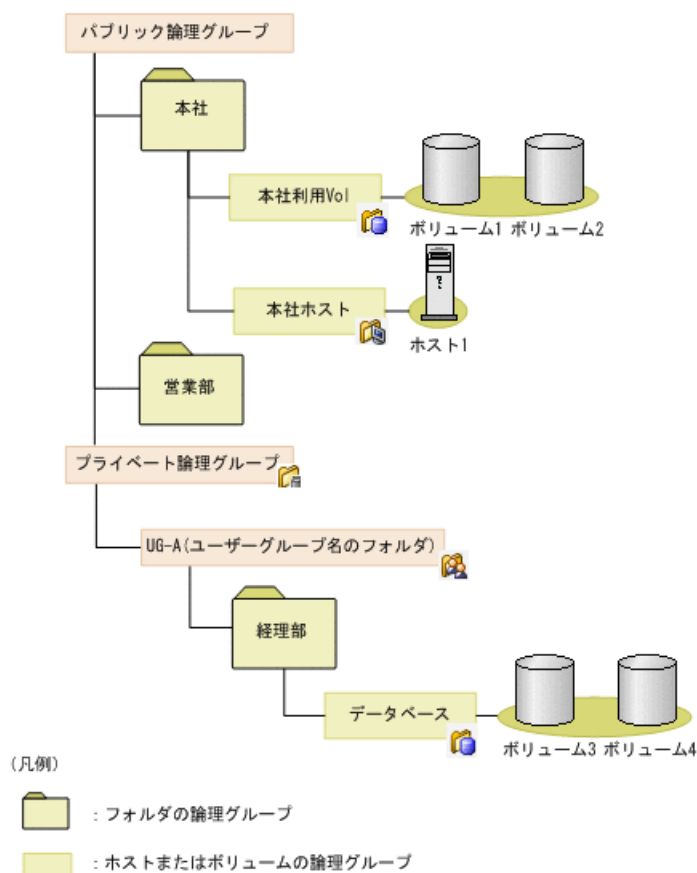 パブリック論理グループ
本社
本社利用Vol
ボリューム1 ボリューム2
本社ホスト
ホスト1
営業部
プライベート論理グループ
UG-A(ユーザーグループ名のフォルダ)
経理部
データベース
ボリューム3 ボリューム4
(凡例)
：フォルダの論理グループ
：ホストまたはボリュームの論理グループ